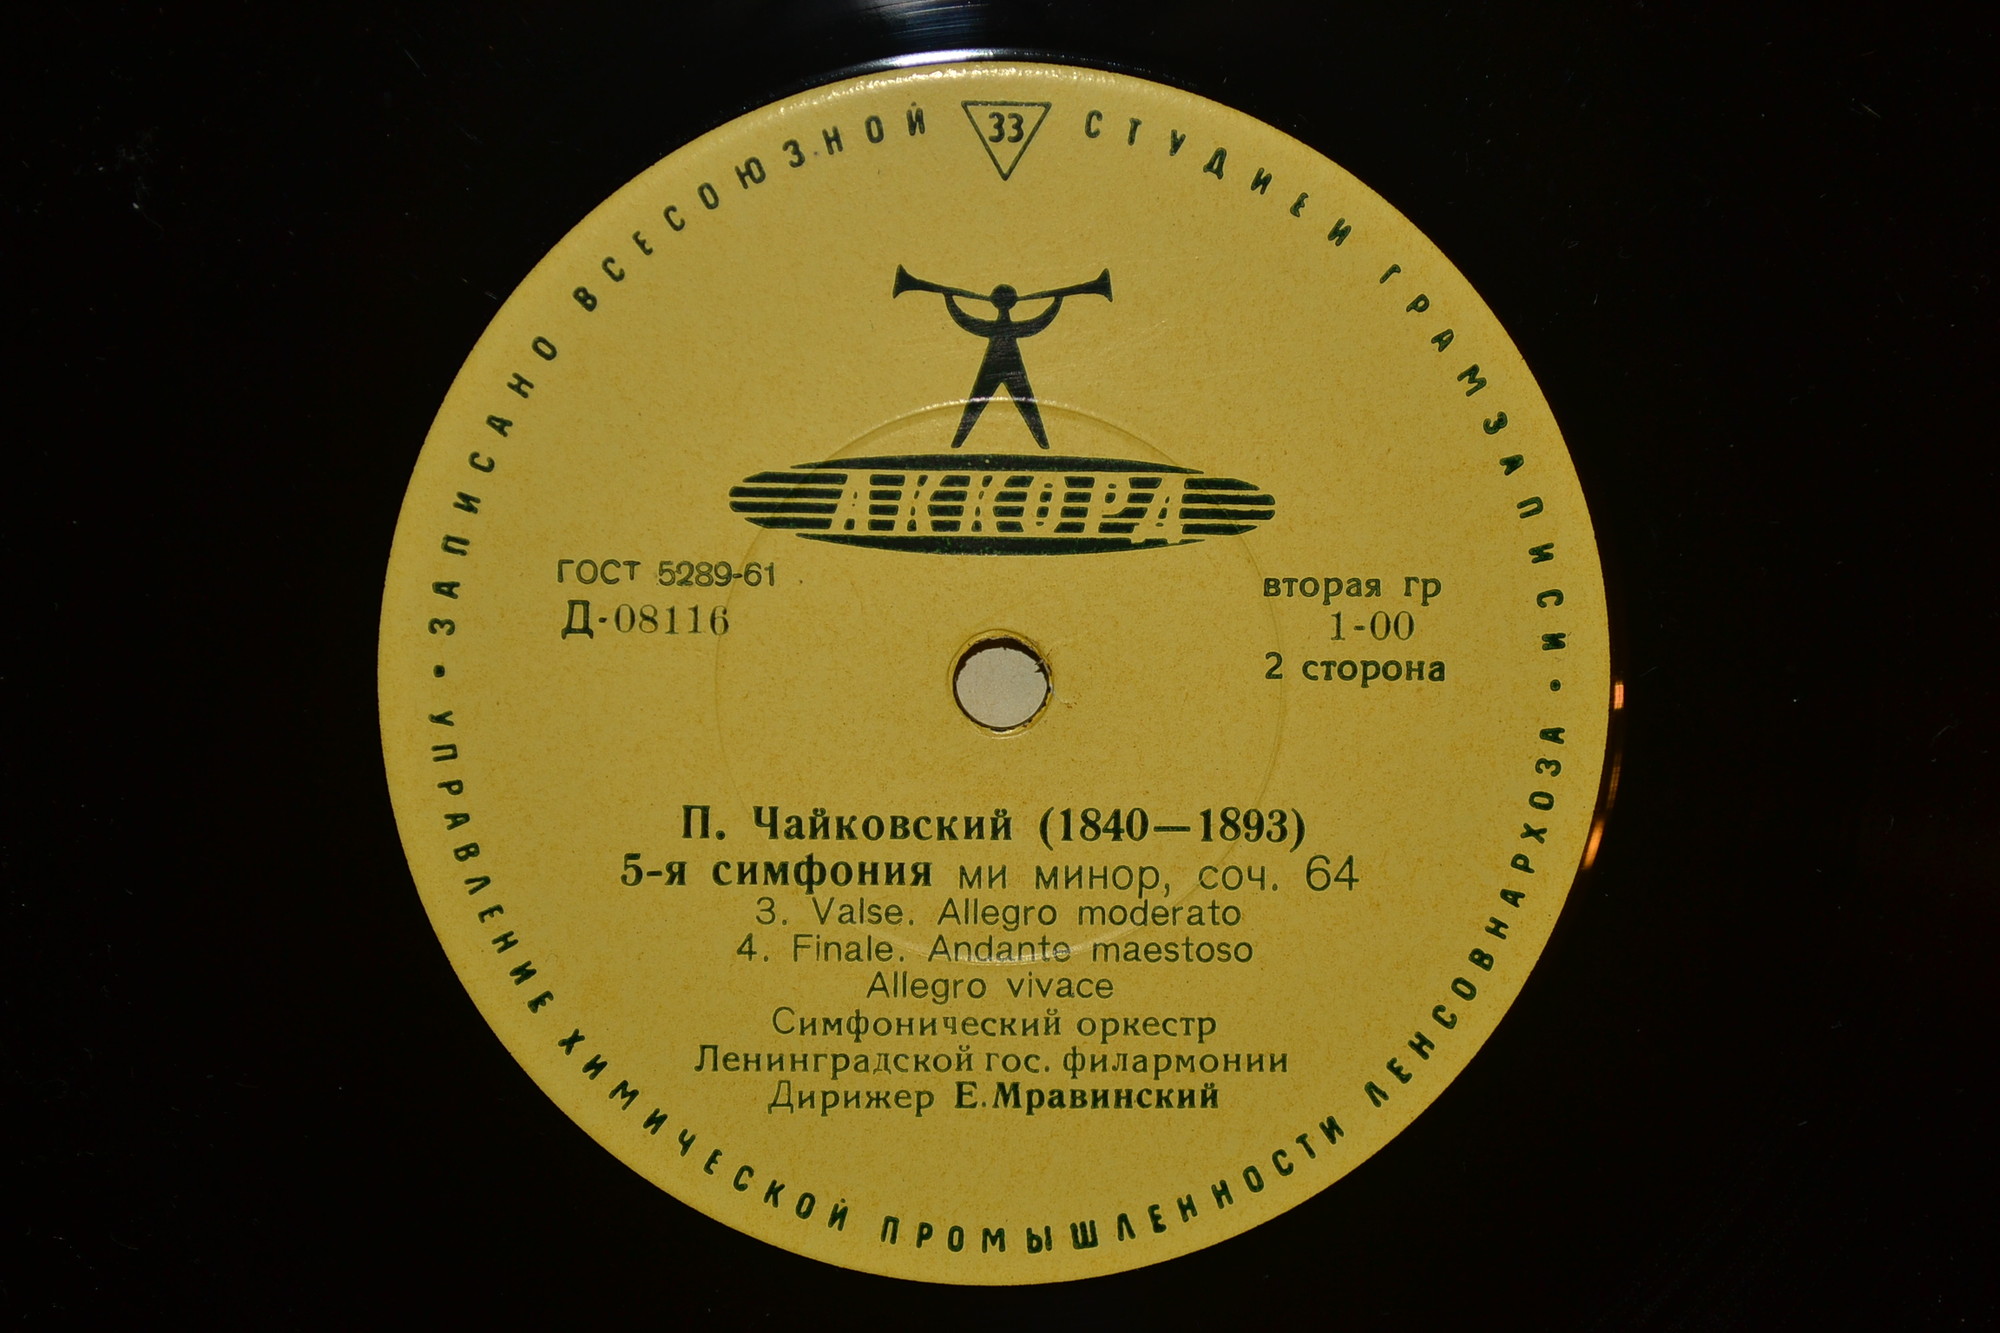 ЗАПИСАНО ВСЕСОЮЗНОЙ СТУДИЕЙ ГРАМЗАПИСИ
33
АККОРД
ГОСТ 5289-61
Д-08116
вторая гр
1-00
2 сторона
П. Чайковский (1840—1893)
5-я симфония ми минор, соч. 64
3. Valse. Allegro moderato
4. Finale. Andante maestoso
Allegro vivace
Симфонический оркестр
Ленинградской гос. филармонии
Дирижер Е. Мравинский
УПРАВЛЕНИЕ ХИМИЧЕСКОЙ ПРОМЫШЛЕННОСТИ ЛЕНСОВНАРХОЗА